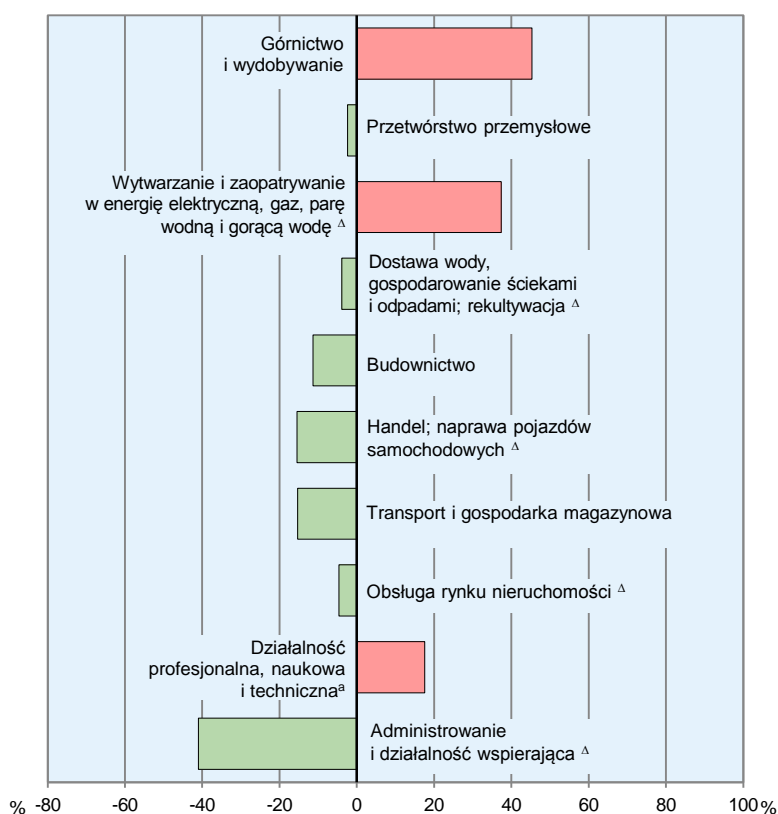 Górnictwo
i wydobywanie
Przetwórstwo przemysłowe
Wytwarzanie i zaopatrywanie
w energię elektryczną, gaz, parę
wodną i gorącą wodę Δ
Dostawa wody,
gospodarowanie ściekami
i odpadami; rekultywacja Δ
Budownictwo
Handel; naprawa pojazdów
samochodowych Δ
Transport i gospodarka magazynowa
Obsługa rynku nieruchomości Δ
Działalność
profesjonalna, naukowa
i technicznaª
Administrowanie
i działalność wspierająca Δ
% -80 -60 -40 -20 0 20 40 60 80 100 %